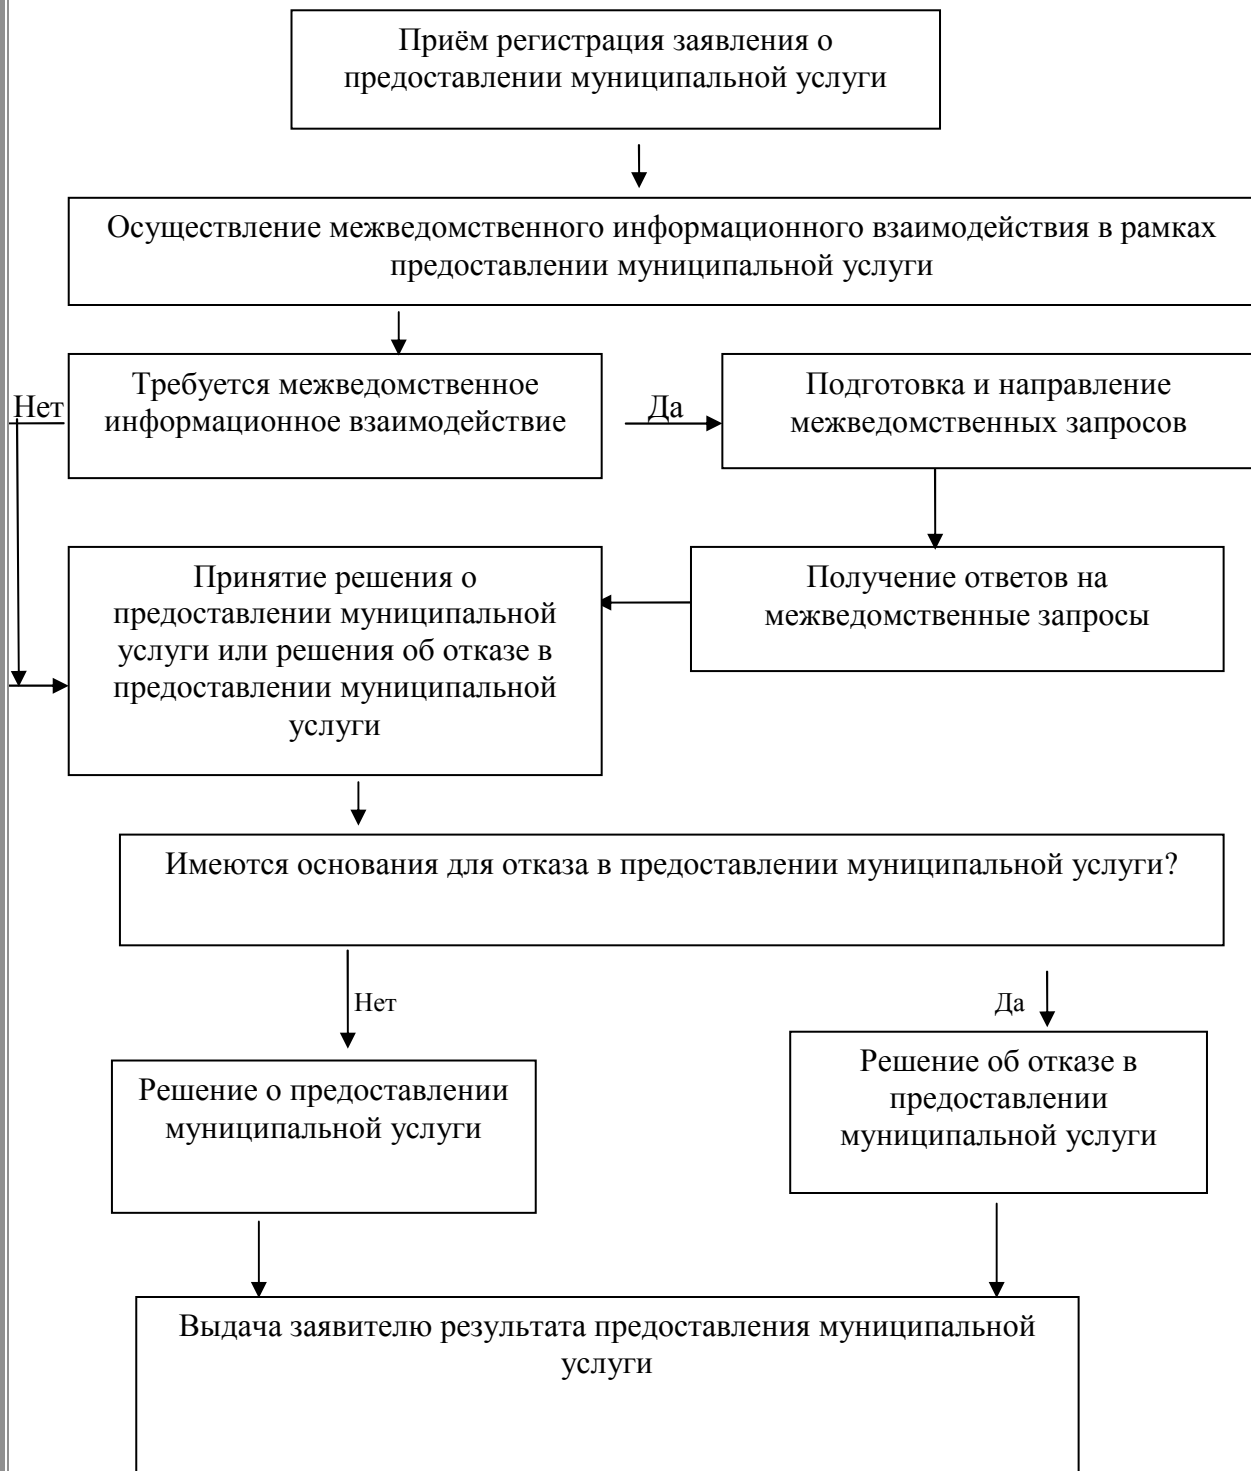 Приём регистрация заявления о
предоставлении муниципальной услуги
Осуществление межведомственного информационного взаимодействия в рамках
предоставлении муниципальной услуги
Нет
Требуется межведомственное
информационное взаимодействие
Да
Подготовка и направление
межведомственных запросов
Принятие решения о
предоставлении муниципальной
услуги или решения об отказе в
предоставлении муниципальной
услуги
Получение ответов на
межведомственные запросы
Имеются основания для отказа в предоставлении муниципальной услуги?
Нет
Да
Решение о предоставлении
муниципальной услуги
Решение об отказе в
предоставлении
муниципальной услуги
Выдача заявителю результата предоставления муниципальной
услуги